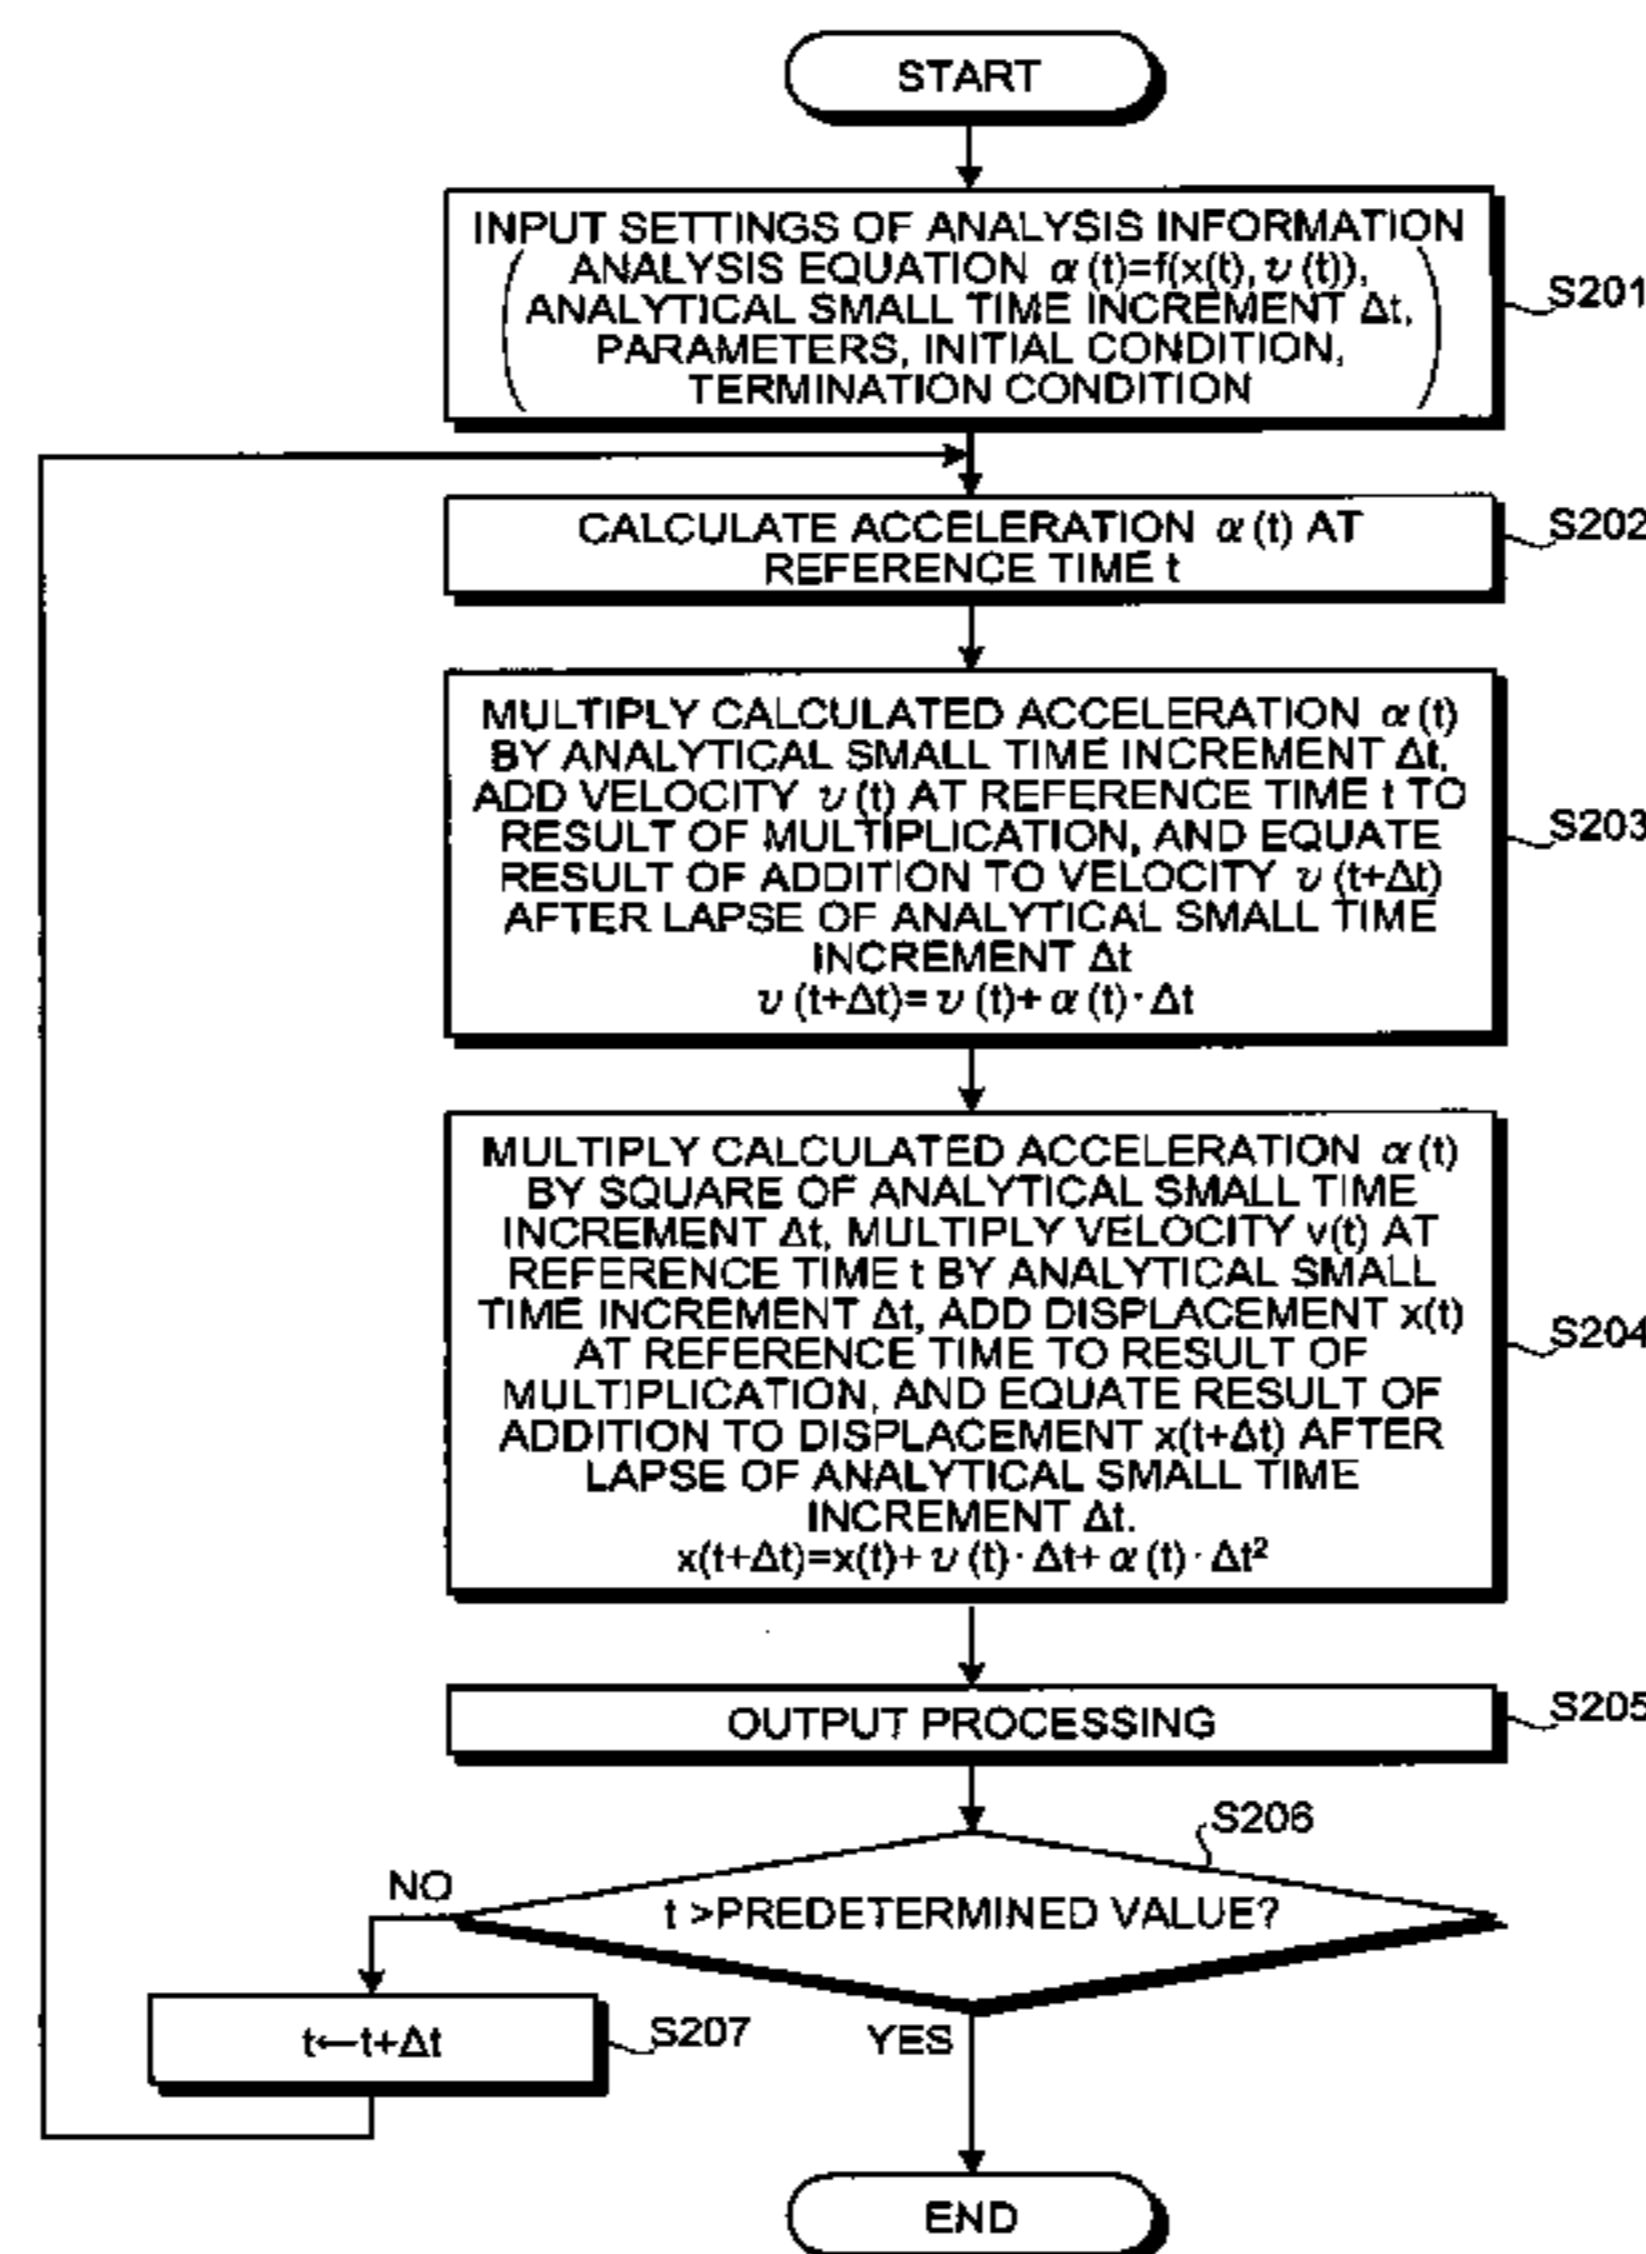 START
INPUT SETTINGS OF ANALYSIS INFORMATION
ANALYSIS EQUATION α(t)=f(x(t), υ(t)),
ANALYTICAL SMALL TIME INCREMENT Δt,
PARAMETERS, INITIAL CONDITION,
TERMINATION CONDITION
S201
CALCULATE ACCELERATION α(t) AT
REFERENCE TIME t
S202
MULTIPLY CALCULATED ACCELERATION α(t)
BY ANALYTICAL SMALL TIME INCREMENT Δt,
ADD VELOCITY υ(t) AT REFERENCE TIME t TO
RESULT OF MULTIPLICATION, AND EQUATE
RESULT OF ADDITION TO VELOCITY υ(t+Δt)
AFTER LAPSE OF ANALYTICAL SMALL TIME
INCREMENT Δt
υ(t+Δt)=υ(t)+α(t)·Δt
S203
MULTIPLY CALCULATED ACCELERATION α(t)
BY SQUARE OF ANALYTICAL SMALL TIME
INCREMENT Δt, MULTIPLY VELOCITY v(t) AT
REFERENCE TIME t BY ANALYTICAL SMALL
TIME INCREMENT Δt, ADD DISPLACEMENT x(t)
AT REFERENCE TIME TO RESULT OF
MULTIPLICATION, AND EQUATE RESULT OF
ADDITION TO DISPLACEMENT x(t+Δt) AFTER
LAPSE OF ANALYTICAL SMALL TIME
INCREMENT Δt.
x(t+Δt)=x(t)+υ(t)·Δt+α(t)·Δt²
S204
OUTPUT PROCESSING
S205
S206
NO
t >PREDETERMINED VALUE?
t←t+Δt
S207
YES
END